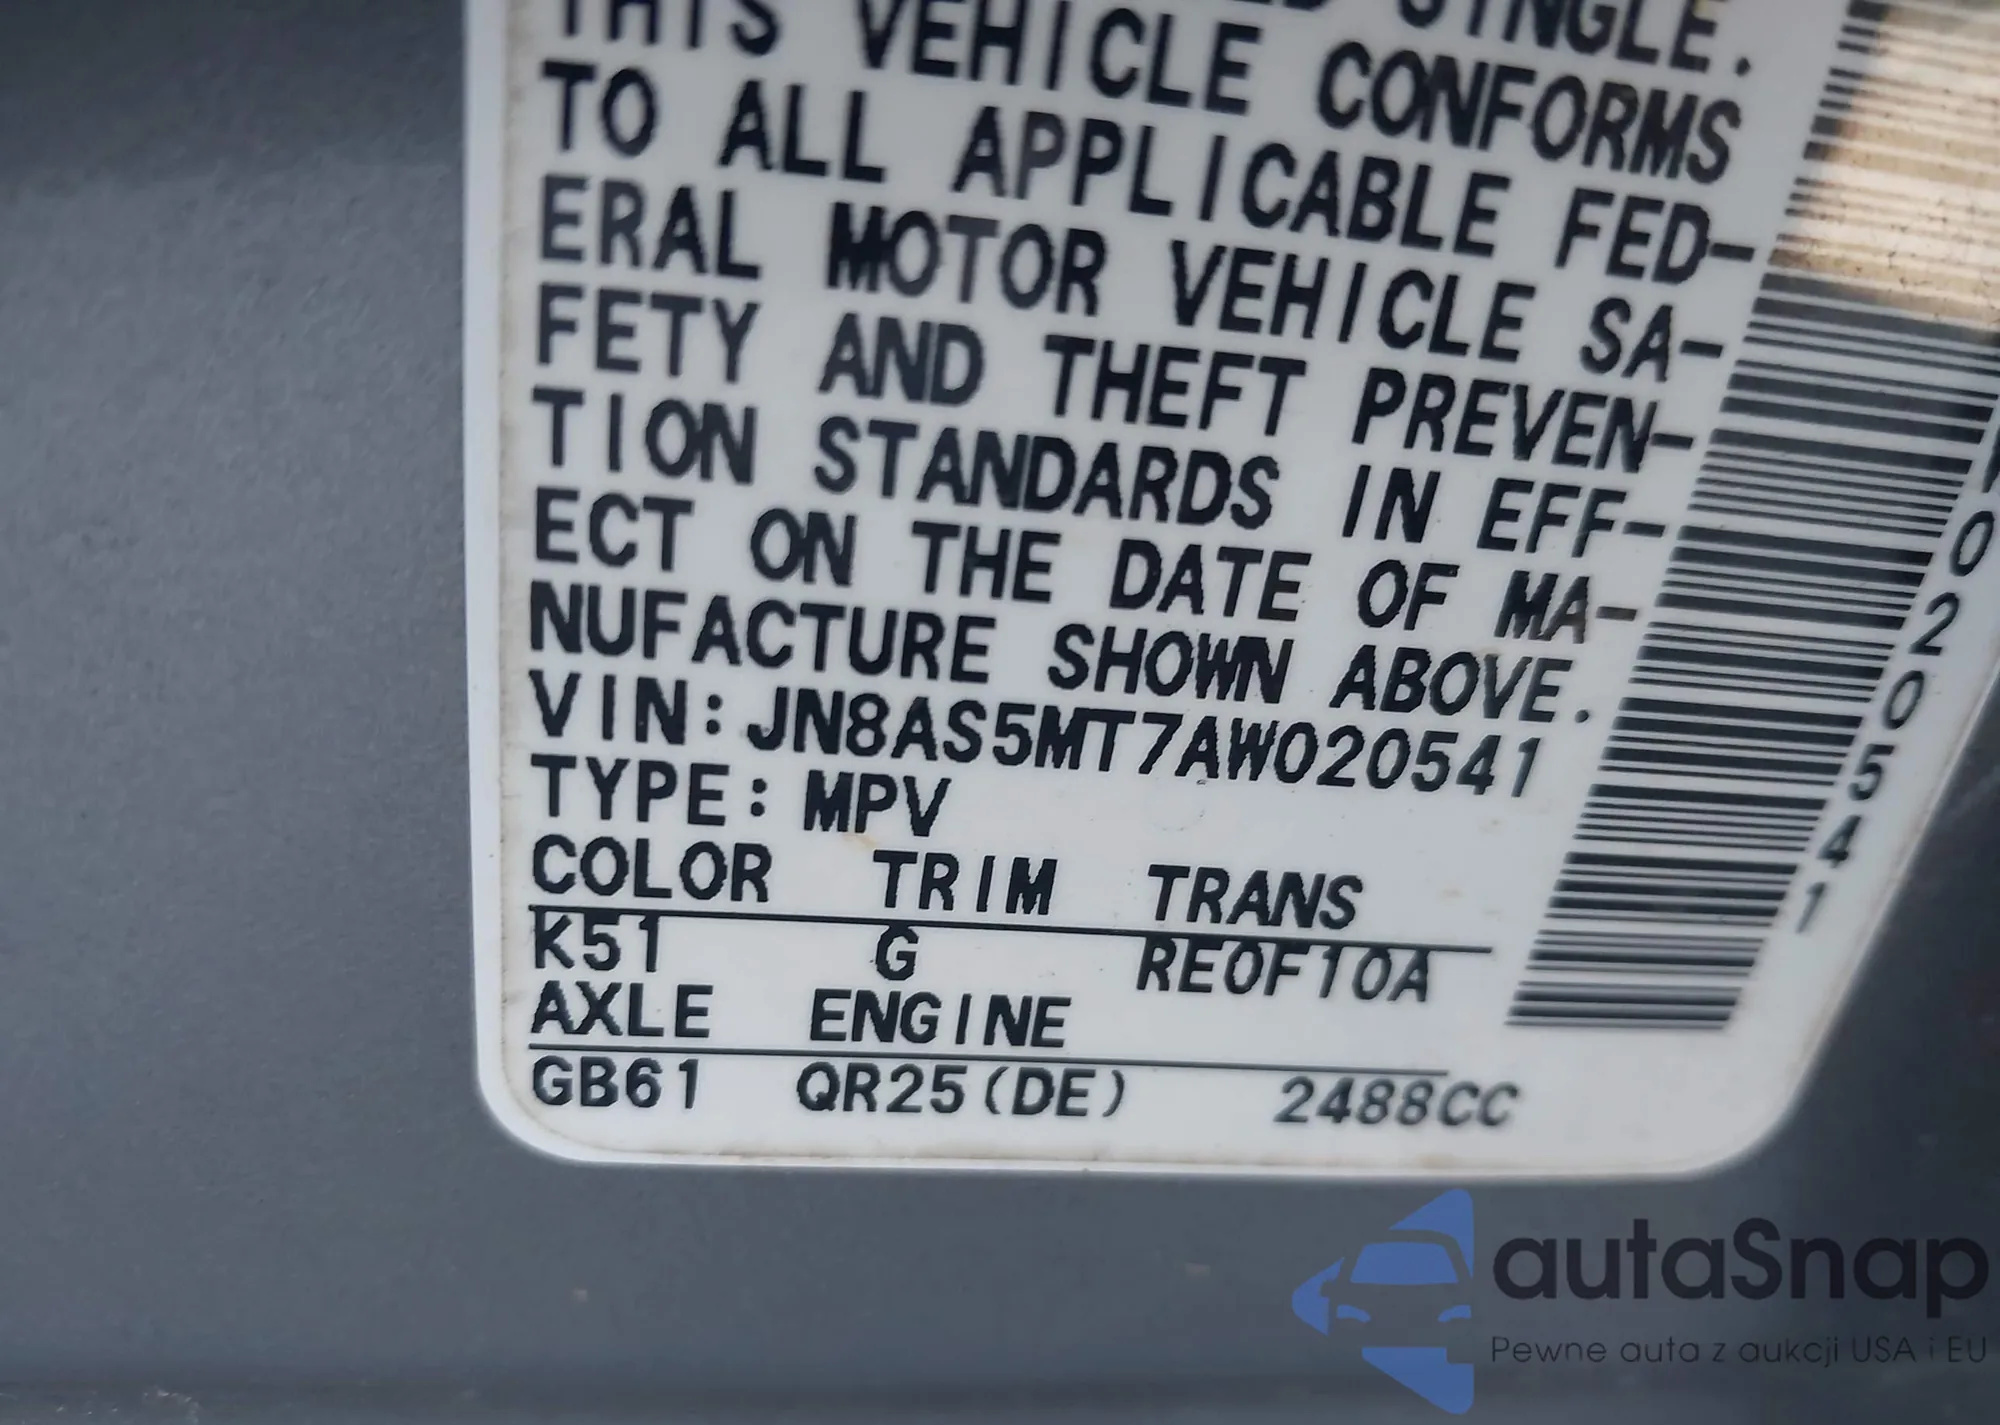 SINGLE.
THIS VEHICLE CONFORMS
TO ALL APPLICABLE FED-
ERAL MOTOR VEHICLE SA-
FETY AND THEFT PREVEN-
TION STANDARDS IN EFF-
ECT ON THE DATE OF MA-
NUFACTURE SHOWN ABOVE.
VIN:JN8AS5MT7AW020541
TYPE:MPV
COLOR TRIM TRANS
K51 G RE0F10A
AXLE ENGINE
GB61 QR25(DE) 2488CC
020541
autaSnap
Pewne auta z aukcji USA i EU